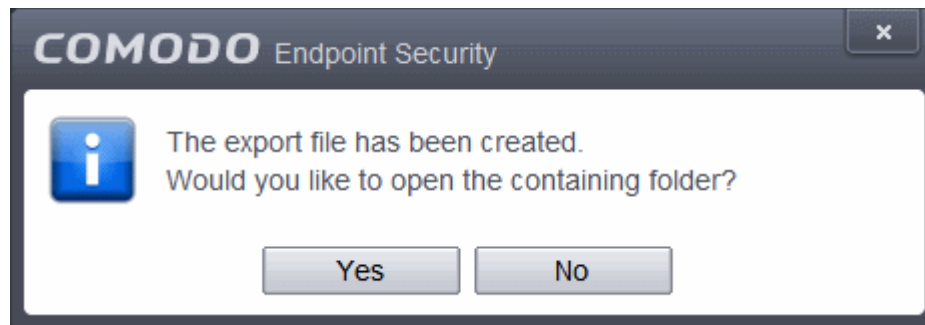 COMODO Endpoint Security
The export file has been created.
Would you like to open the containing folder?
Yes No